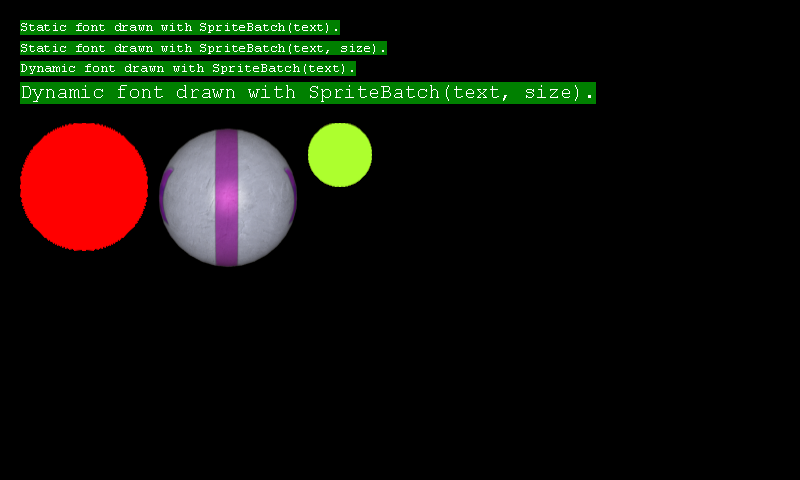 Static font drawn with SpriteBatch(text).
Static font drawn with SpriteBatch(text, size).
Dynamic font drawn with SpriteBatch(text).
Dynamic font drawn with SpriteBatch(text, size).